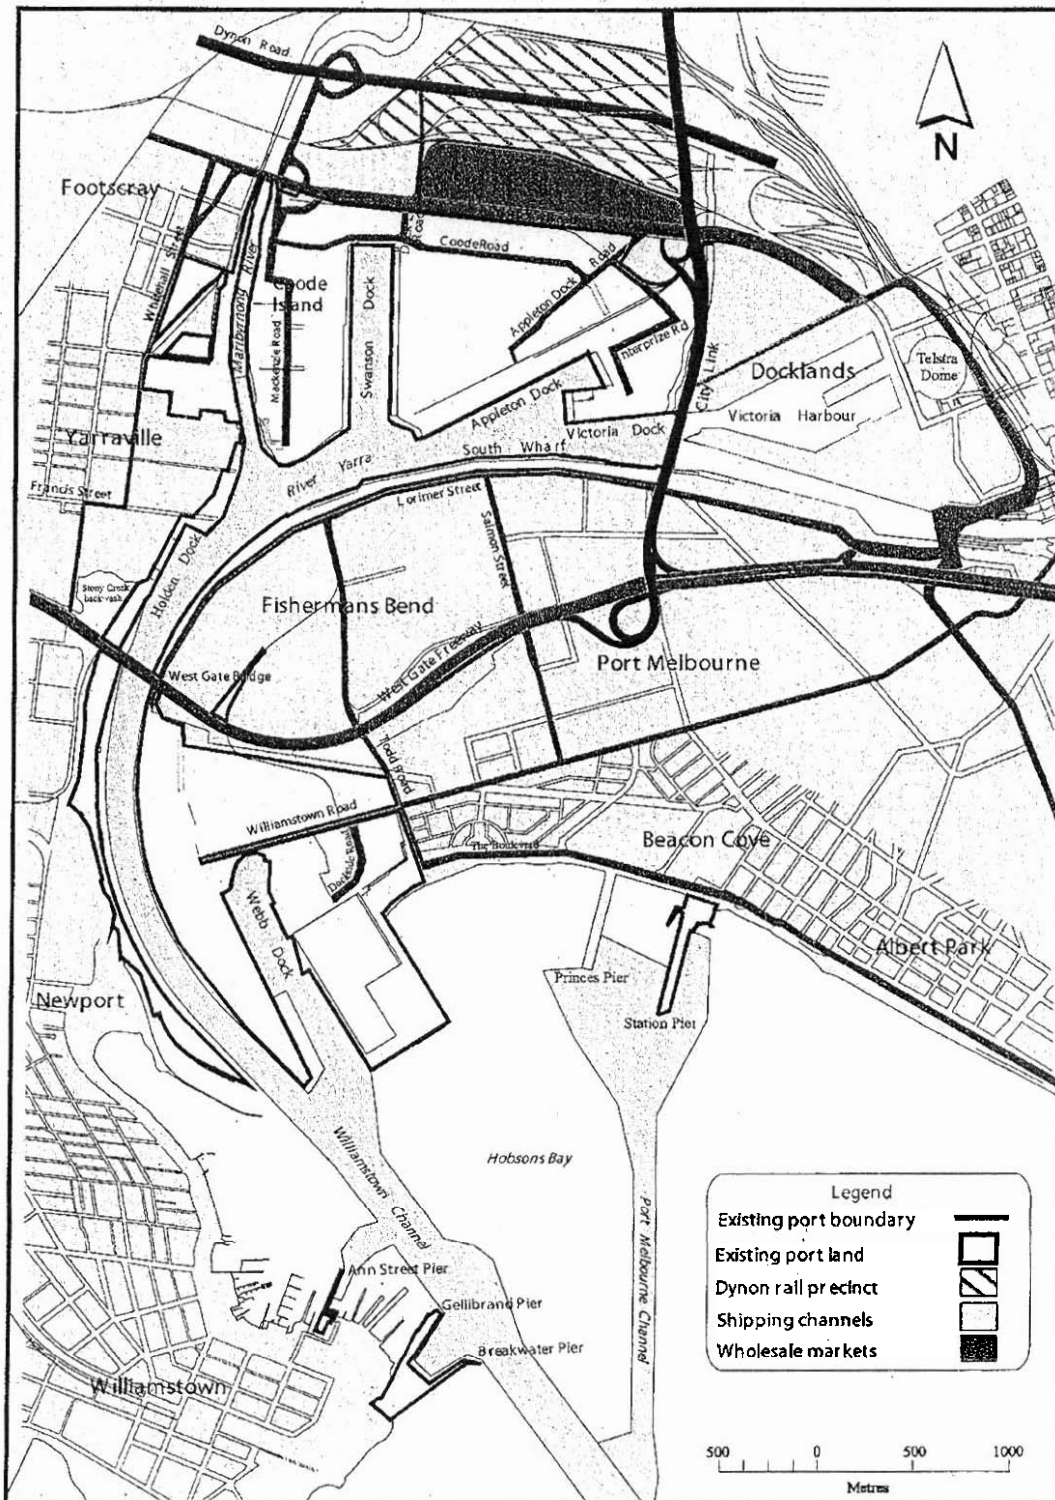 Dynon Road
N
Footscray
Whitehall Street
Maribyrnong River
Coode Island
Mackenzie Road
Swanson Dock
Road
CoodeRoad
Appleton Dock Road
Enterprize Rd
City Link
Appleton Dock
Docklands
Telstra
Dome
Victoria Harbour
Victoria Dock
Yarraville
Francis Street
River Yarra
South Wharf
Lorimer Street
Salmon Street
Holden Dock
Stony Creek
backwash
Fishermans Bend
West Gate Freeway
West Gate Bridge
Port Melbourne
Todd Road
Williamstown Road
Dockside Road
The Boulevard
Beacon Cove
Webb Dock
Albert Park
Princes Pier
Station Pier
Newport
Williamstown Channel
Hobsons Bay
Port Melbourne Channel
Ann Street Pier
Gellibrand Pier
Breakwater Pier
Williamstown
Legend
Existing port boundary
Existing port land
Dynon rail precinct
Shipping channels
Wholesale markets
500 0 500 1000
Metres